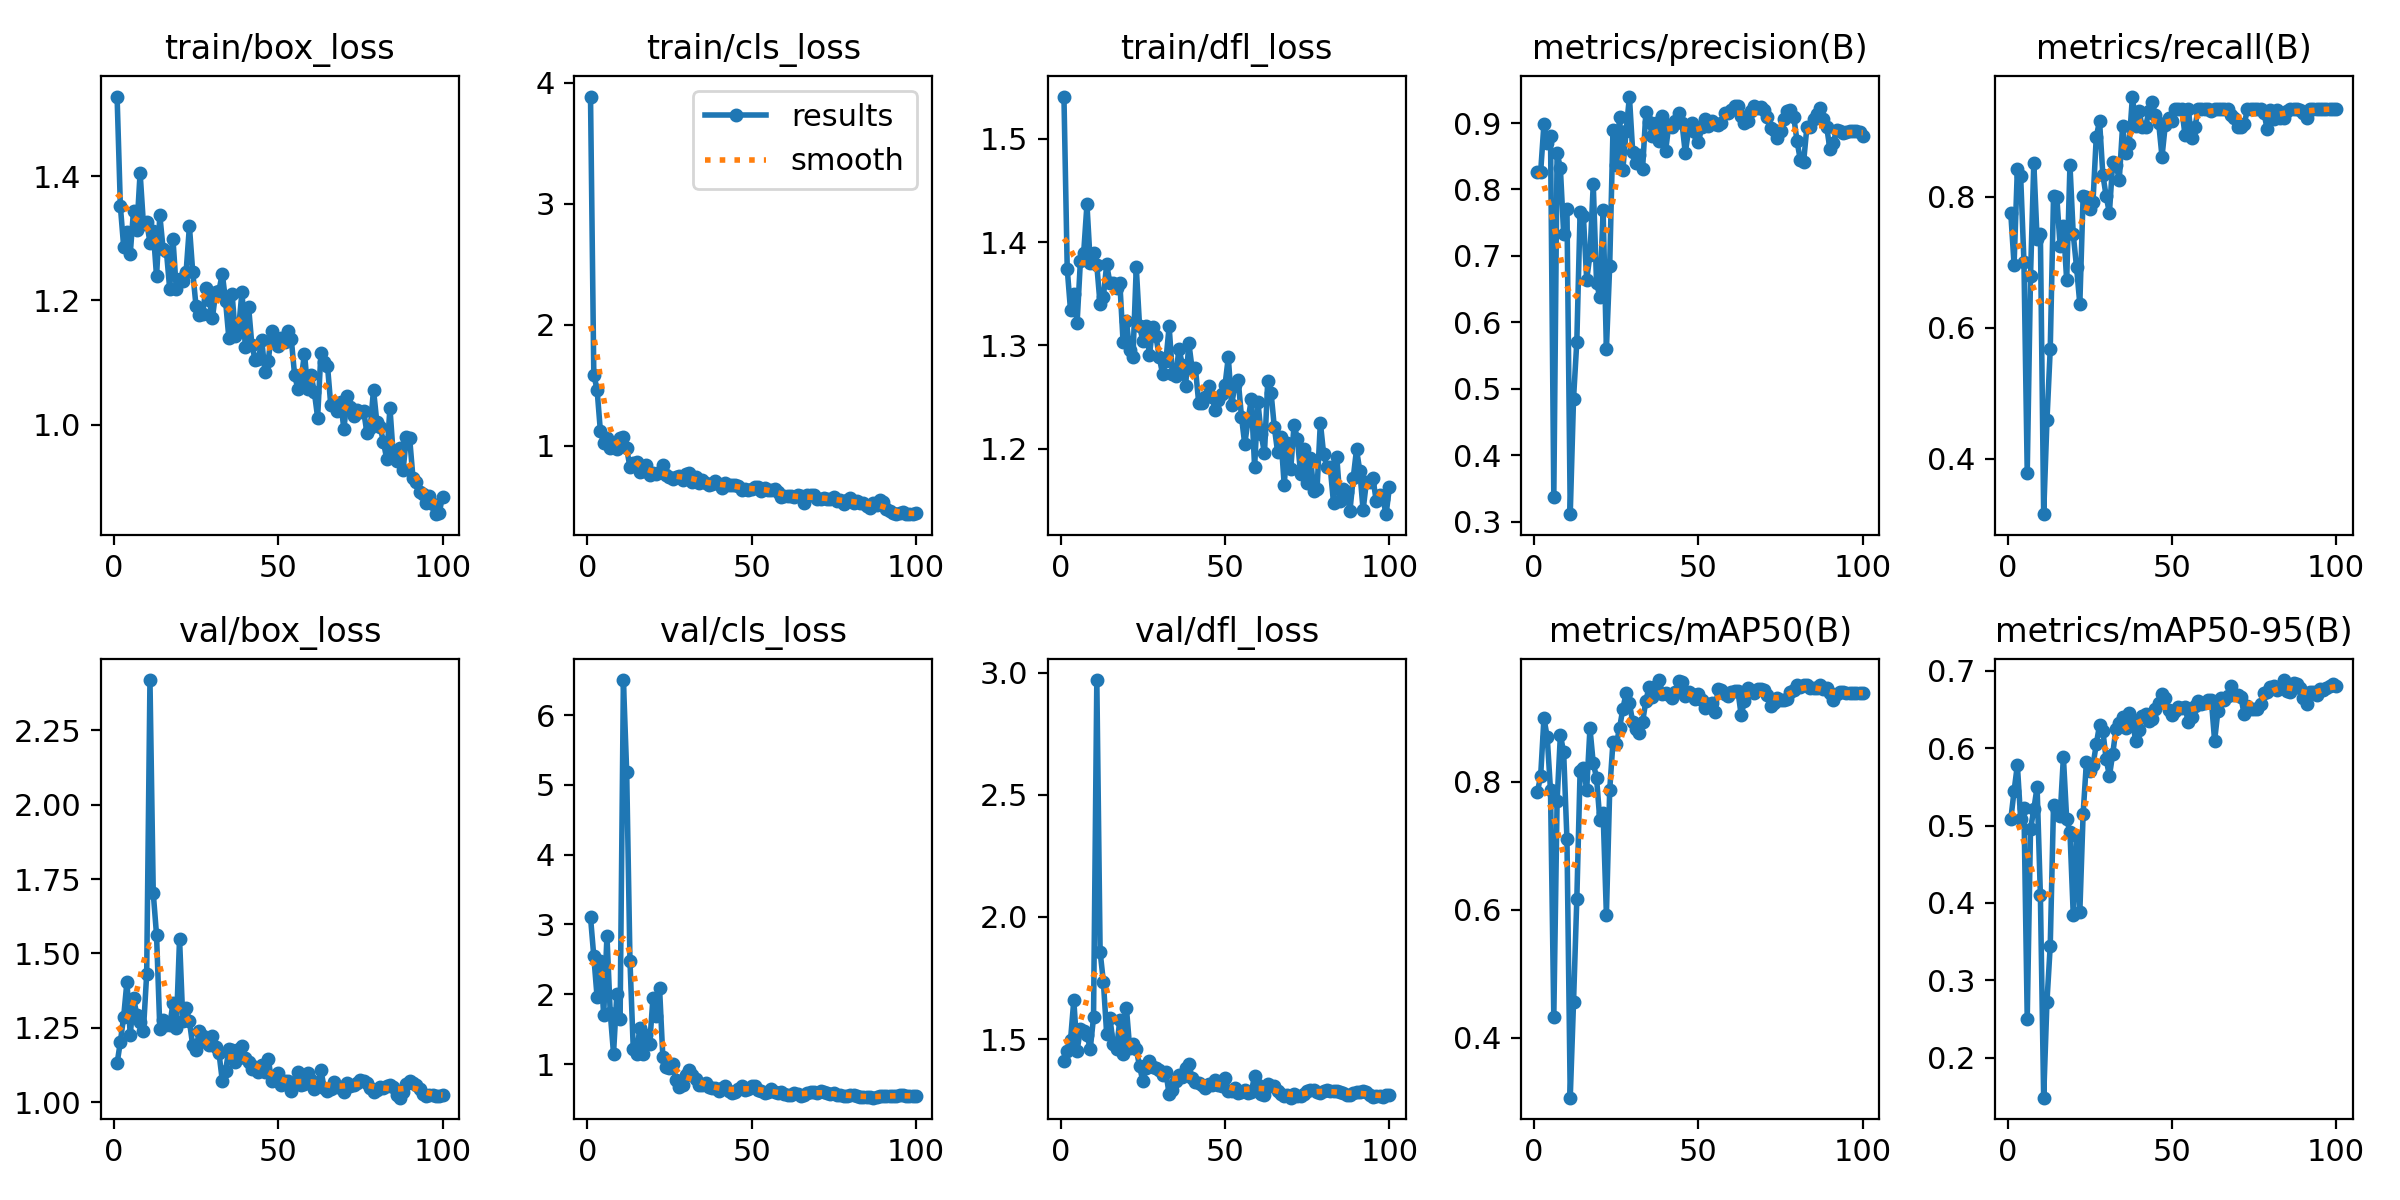 train/box_loss
1.4
1.2
1.0
0 50 100
train/cls_loss
results
smooth
4
3
2
1
0 50 100
train/dfl_loss
1.5
1.4
1.3
1.2
0 50 100
metrics/precision(B)
0.9
0.8
0.7
0.6
0.5
0.4
0.3
0 50 100
metrics/recall(B)
0.8
0.6
0.4
0 50 100
val/box_loss
2.25
2.00
1.75
1.50
1.25
1.00
0 50 100
val/cls_loss
6
5
4
3
2
1
0 50 100
val/dfl_loss
3.0
2.5
2.0
1.5
0 50 100
metrics/mAP50(B)
0.8
0.6
0.4
0 50 100
metrics/mAP50-95(B)
0.7
0.6
0.5
0.4
0.3
0.2
0 50 100